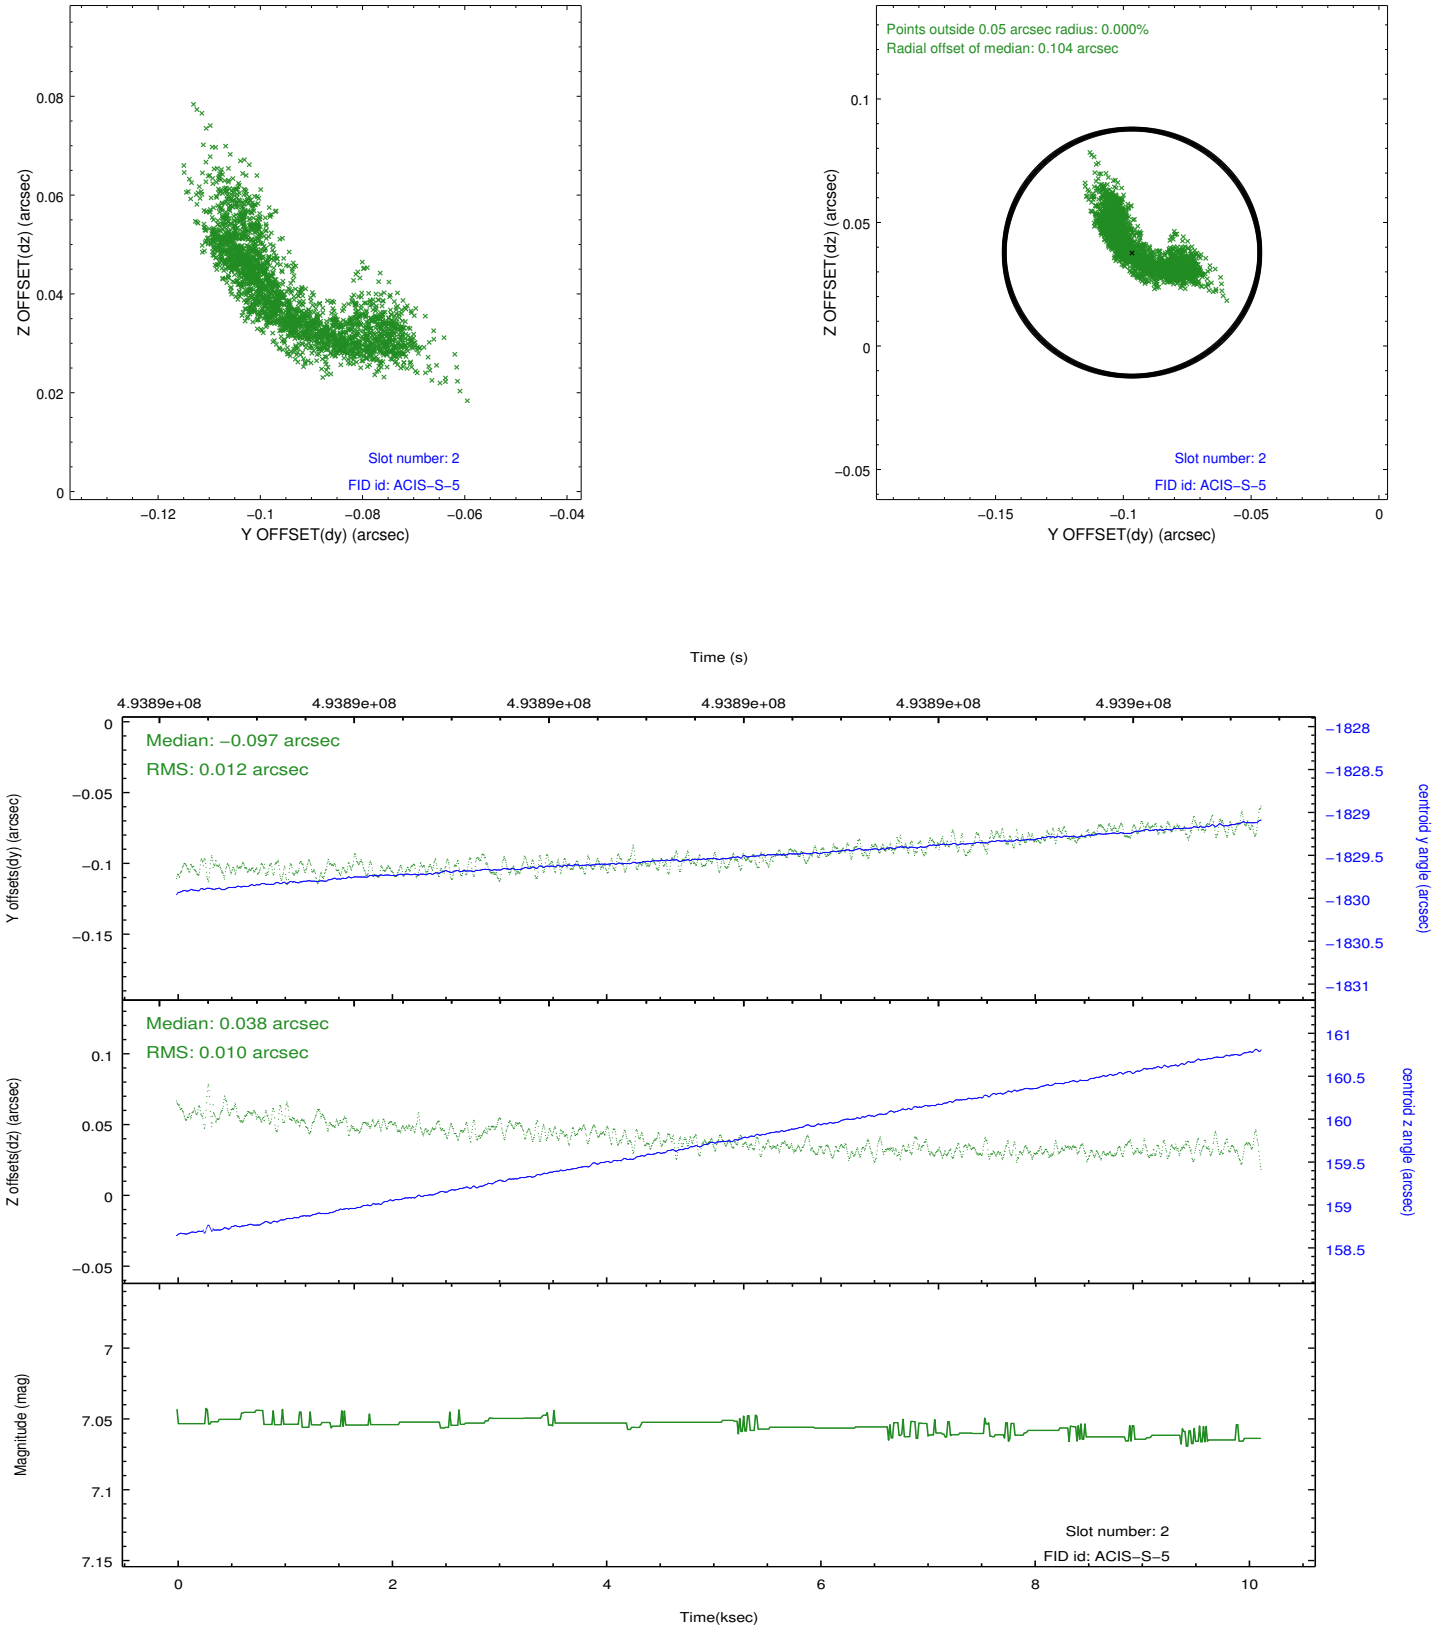 0.08
0.06
0.04
0.02
0
Z OFFSET(dz) (arcsec)
Slot number: 2
FID id: ACIS−S−5
−0.12
−0.1
−0.08
−0.06
−0.04
Y OFFSET(dy) (arcsec)
Points outside 0.05 arcsec radius: 0.000%
Radial offset of median: 0.104 arcsec
0.1
0.05
0
−0.05
Z OFFSET(dz) (arcsec)
Slot number: 2
FID id: ACIS−S−5
−0.15
−0.1
−0.05
0
Y OFFSET(dy) (arcsec)
Time (s)
4.9389e+08
4.9389e+08
4.9389e+08
4.9389e+08
4.9389e+08
4.939e+08
Median: −0.097 arcsec
RMS: 0.012 arcsec
0
−0.05
−0.1
−0.15
Y offsets(dy) (arcsec)
−1828
−1828.5
−1829
−1829.5
−1830
−1830.5
−1831
centroid y angle (arcsec)
Median: 0.038 arcsec
RMS: 0.010 arcsec
0.1
0.05
0
−0.05
Z offsets(dz) (arcsec)
161
160.5
160
159.5
159
158.5
centroid z angle (arcsec)
7
7.05
7.1
7.15
Magnitude (mag)
Slot number: 2
FID id: ACIS−S−5
0
2
4
6
8
10
Time(ksec)